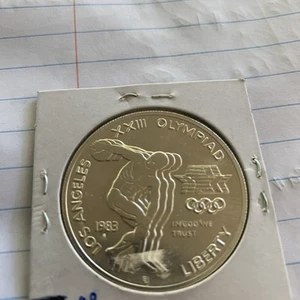 LOS ANGELES XXIII OLYMPIAD
1983
IN GOD WE
TRUST
LIBERTY